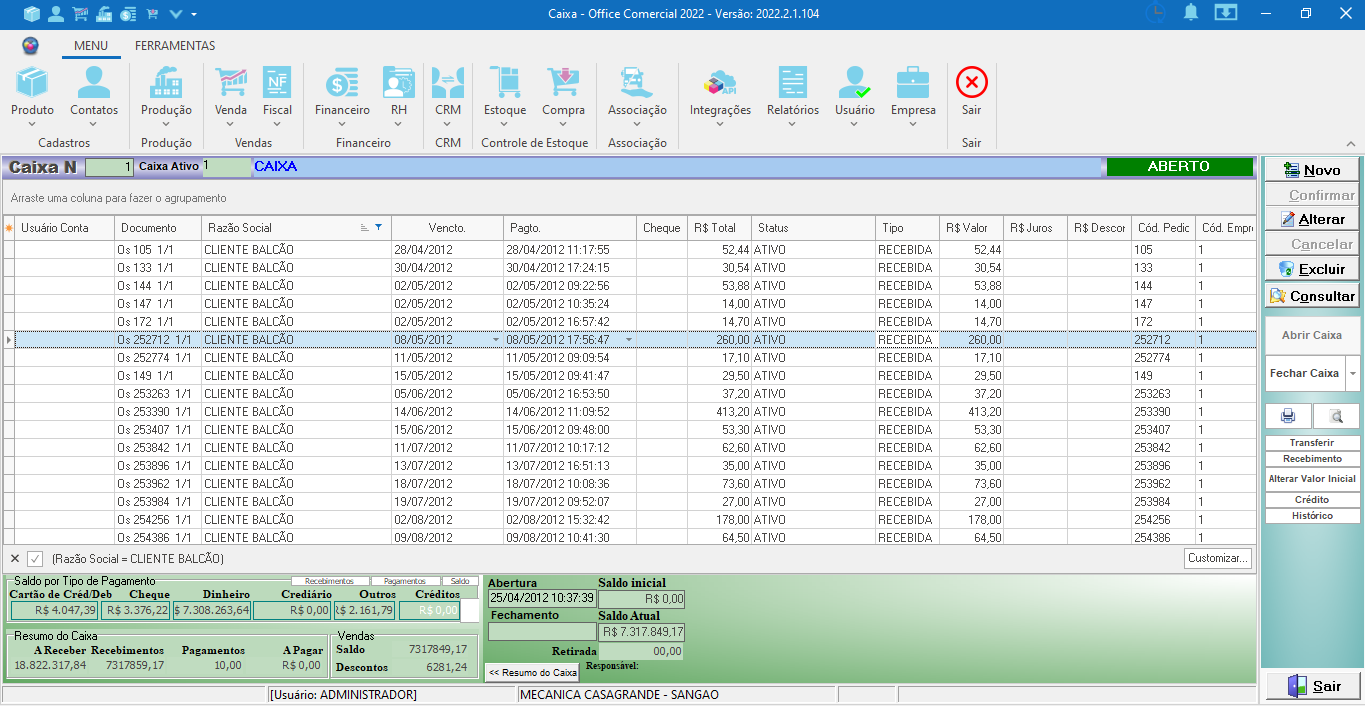 Caixa - Office Comercial 2022 - Versão: 2022.2.1.104
MENU FERRAMENTAS
Produto Contatos Produção Venda Fiscal Financeiro RH CRM Estoque Compra Associação Integrações Relatórios Usuário Empresa Sair
Cadastros Produção Vendas Financeiro CRM Controle de Estoque Associação Sair
Caixa N 1 Caixa Ativo 1 CAIXA ABERTO
Arraste uma coluna para fazer o agrupamento
Usuário Conta Documento Razão Social Vencto. Pagto. Cheque R$ Total Status Tipo R$ Valor R$ Juros R$ Descor Cód. Pedic Cód. Empr
Os 105 1/1 CLIENTE BALCÃO 28/04/2012 28/04/2012 11:17:55 52,44 ATIVO RECEBIDA 52,44 105 1
Os 133 1/1 CLIENTE BALCÃO 30/04/2012 30/04/2012 17:24:15 30,54 ATIVO RECEBIDA 30,54 133 1
Os 144 1/1 CLIENTE BALCÃO 02/05/2012 02/05/2012 09:22:56 53,88 ATIVO RECEBIDA 53,88 144 1
Os 147 1/1 CLIENTE BALCÃO 02/05/2012 02/05/2012 10:35:24 14,00 ATIVO RECEBIDA 14,00 147 1
Os 172 1/1 CLIENTE BALCÃO 02/05/2012 02/05/2012 16:57:42 14,70 ATIVO RECEBIDA 14,70 172 1
Os 252712 1/1 CLIENTE BALCÃO 08/05/2012 08/05/2012 17:56:47 260,00 ATIVO RECEBIDA 260,00 252712 1
Os 252774 1/1 CLIENTE BALCÃO 11/05/2012 11/05/2012 09:09:54 17,10 ATIVO RECEBIDA 17,10 252774 1
Os 149 1/1 CLIENTE BALCÃO 15/05/2012 15/05/2012 09:41:47 29,50 ATIVO RECEBIDA 29,50 149 1
Os 253263 1/1 CLIENTE BALCÃO 05/06/2012 05/06/2012 16:53:50 37,20 ATIVO RECEBIDA 37,20 253263 1
Os 253390 1/1 CLIENTE BALCÃO 14/06/2012 14/06/2012 11:09:52 413,20 ATIVO RECEBIDA 413,20 253390 1
Os 253407 1/1 CLIENTE BALCÃO 15/06/2012 15/06/2012 09:48:00 53,30 ATIVO RECEBIDA 53,30 253407 1
Os 253842 1/1 CLIENTE BALCÃO 11/07/2012 11/07/2012 10:17:12 62,60 ATIVO RECEBIDA 62,60 253842 1
Os 253896 1/1 CLIENTE BALCÃO 13/07/2012 13/07/2012 16:51:13 35,00 ATIVO RECEBIDA 35,00 253896 1
Os 253962 1/1 CLIENTE BALCÃO 18/07/2012 18/07/2012 10:08:36 73,60 ATIVO RECEBIDA 73,60 253962 1
Os 253984 1/1 CLIENTE BALCÃO 19/07/2012 19/07/2012 09:52:07 27,00 ATIVO RECEBIDA 27,00 253984 1
Os 254256 1/1 CLIENTE BALCÃO 02/08/2012 02/08/2012 15:32:42 178,00 ATIVO RECEBIDA 178,00 254256 1
Os 254386 1/1 CLIENTE BALCÃO 09/08/2012 09/08/2012 10:41:30 64,50 ATIVO RECEBIDA 64,50 254386 1
(Razão Social = CLIENTE BALCÃO) Customizar...
Saldo por Tipo de Pagamento Recebimentos Pagamentos Saldo
Cartão de Créd/Deb Cheque Dinheiro Crediário Outros Créditos
R$ 4.047,39 R$ 3.376,22 $ 7.308.263,64 R$ 0,00 R$ 2.161,79 R$ 0,00
Resumo do Caixa
A Receber Recebimentos Pagamentos A Pagar
18.822.317,84 7317859,17 10,00 R$ 0,00
Vendas
Saldo 7317849,17
Descontos 6281,24
Abertura Saldo inicial
25/04/2012 10:37:39 R$ 0,00
Fechamento Saldo Atual
R$ 7.317.849,17
Retirada 00,00
<< Resumo do Caixa Responsável:
Novo
Confirmar
Alterar
Cancelar
Excluir
Consultar
Abrir Caixa
Fechar Caixa
Transferir
Recebimento
Alterar Valor Inicial
Crédito
Histórico
Sair
[Usuário: ADMINISTRADOR] MECANICA CASAGRANDE - SANGAO